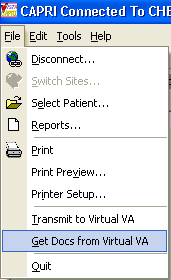 CAPRI Connected To CHE
File Edit Tools Help
Disconnect...
Switch Sites...
Select Patient...
Reports...
Print
Print Preview...
Printer Setup...
Transmit to Virtual VA
Get Docs from Virtual VA
Quit